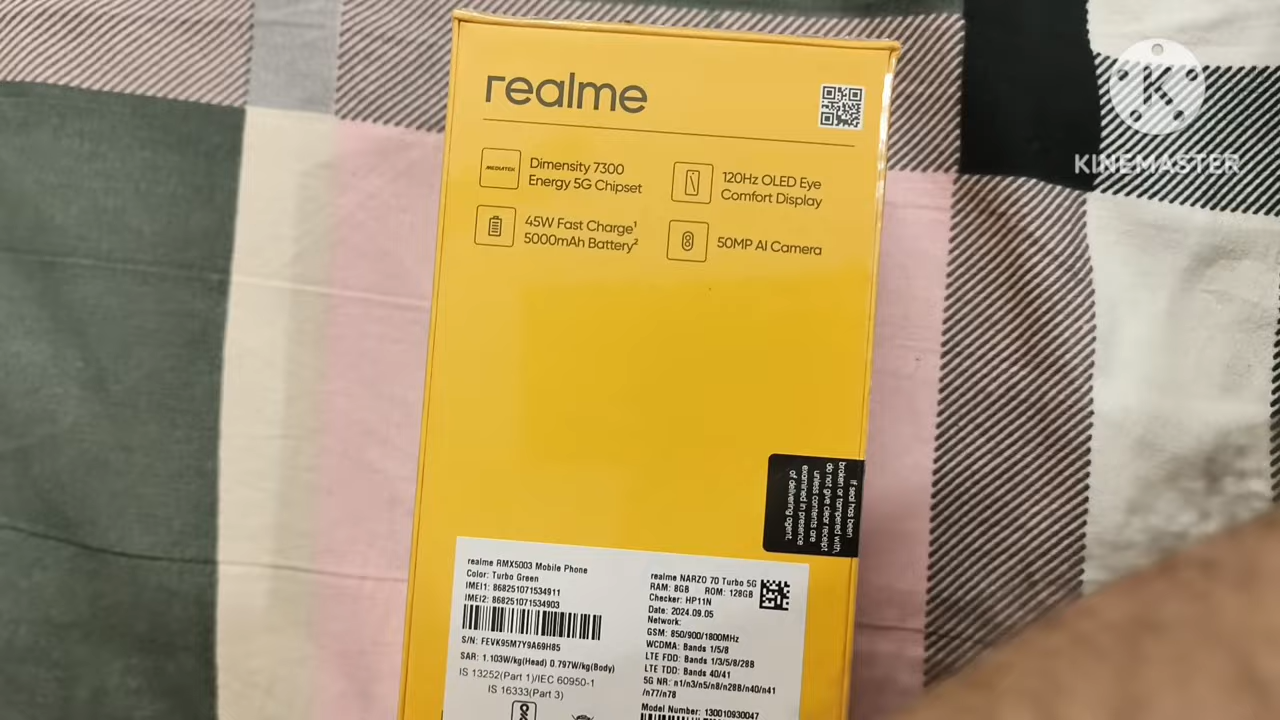 realme
MEDIATEK
Dimensity 7300
Energy 5G Chipset
120Hz OLED Eye
Comfort Display
45W Fast Charge¹
5000mAh Battery²
50MP AI Camera
K
KINEMASTER
If seal has been
broken or tampered with,
do not give clear receipt
unless contents are
examined in presence
of delivering agent.
realme RMX5003 Mobile Phone
Color: Turbo Green
IMEI1: 868251071534911
IMEI2: 868251071534903
S/N: FEVK95M7Y9A69H85
SAR: 1.103W/kg(Head) 0.797W/kg(Body)
IS 13252(Part 1)/IEC 60950-1
IS 16333(Part 3)
realme NARZO 70 Turbo 5G
RAM: 8GB ROM: 128GB
Checker: HP11N
Date: 2024.09.05
Network:
GSM: 850/900/1800MHz
WCDMA: Bands 1/5/8
LTE FDD: Bands 1/3/5/8/28B
LTE TDD: Bands 40/41
5G NR: n1/n3/n5/n8/n28B/n40/n41
/n77/n78
Model Number: 130010930047